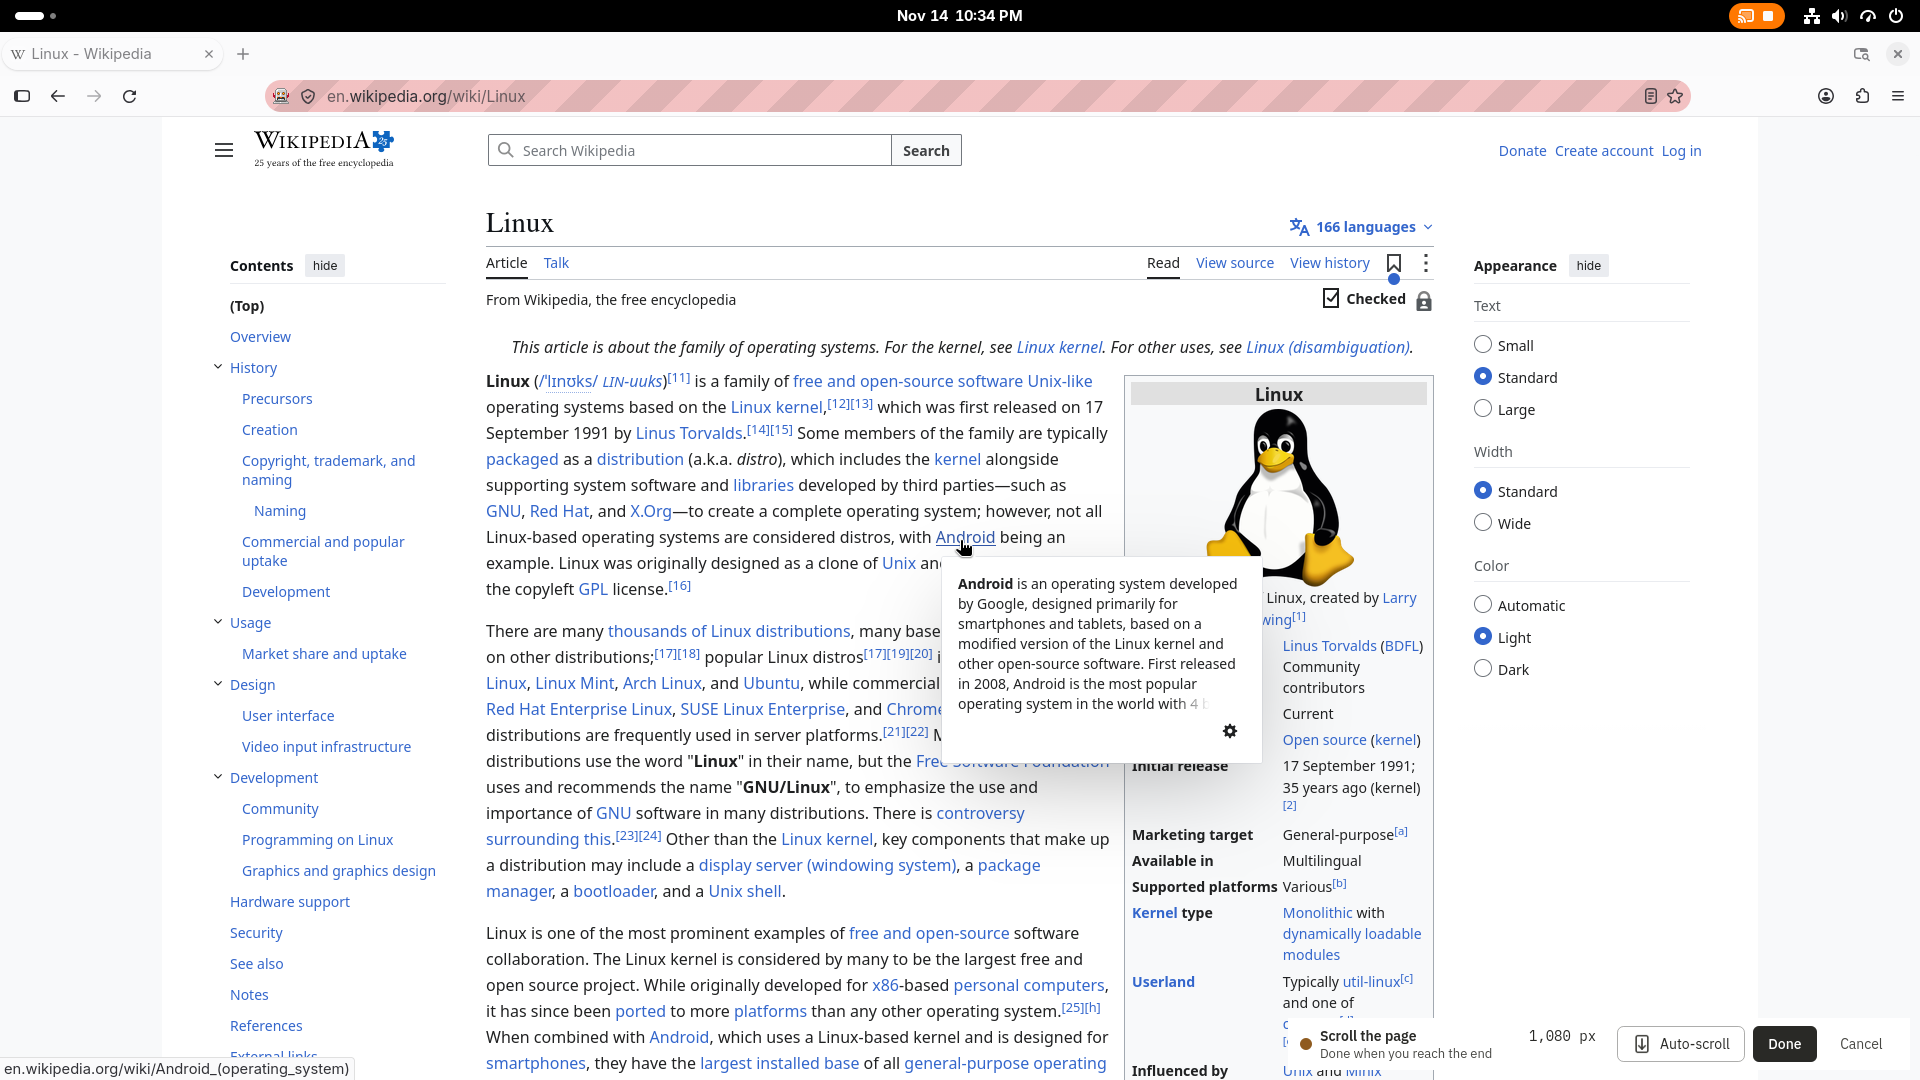 Nov 14 10:34 PM
Linux - Wikipedia
en.wikipedia.org/wiki/Linux
WIKIPEDIA 25
25 years of the free encyclopedia
Search Wikipedia
Search
Donate Create account Log in
Linux
166 languages
Contents hide
(Top)
Overview
History
Precursors
Creation
Copyright, trademark, and
naming
Naming
Commercial and popular
uptake
Development
Usage
Market share and uptake
Design
User interface
Video input infrastructure
Development
Community
Programming on Linux
Graphics and graphics design
Hardware support
Security
See also
Notes
References
External links
Article Talk
Read View source View history
From Wikipedia, the free encyclopedia
Checked
This article is about the family of operating systems. For the kernel, see Linux kernel. For other uses, see Linux (disambiguation).
Linux (/ˈlɪnʊks/ LIN-uuks)[11] is a family of free and open-source software Unix-like
operating systems based on the Linux kernel,[12][13] which was first released on 17
September 1991 by Linus Torvalds.[14][15] Some members of the family are typically
packaged as a distribution (a.k.a. distro), which includes the kernel alongside
supporting system software and libraries developed by third parties—such as
GNU, Red Hat, and X.Org—to create a complete operating system; however, not all
Linux-based operating systems are considered distros, with Android being an
example. Linux was originally designed as a clone of Unix and
the copyleft GPL license.[16]
There are many thousands of Linux distributions, many base
on other distributions;[17][18] popular Linux distros[17][19][20] i
Linux, Linux Mint, Arch Linux, and Ubuntu, while commercial
Red Hat Enterprise Linux, SUSE Linux Enterprise, and Chrome
distributions are frequently used in server platforms.[21][22] M
distributions use the word "Linux" in their name, but the Free Software Foundation
uses and recommends the name "GNU/Linux", to emphasize the use and
importance of GNU software in many distributions. There is controversy
surrounding this.[23][24] Other than the Linux kernel, key components that make up
a distribution may include a display server (windowing system), a package
manager, a bootloader, and a Unix shell.
Linux is one of the most prominent examples of free and open-source software
collaboration. The Linux kernel is considered by many to be the largest free and
open source project. While originally developed for x86-based personal computers,
it has since been ported to more platforms than any other operating system.[25][h]
When combined with Android, which uses a Linux-based kernel and is designed for
smartphones, they have the largest installed base of all general-purpose operating
Android is an operating system developed
by Google, designed primarily for
smartphones and tablets, based on a
modified version of the Linux kernel and
other open-source software. First released
in 2008, Android is the most popular
operating system in the world with 4 b
Linux
Linux, created by Larry
wing[1]
Linus Torvalds (BDFL)
Community
contributors
Current
Open source (kernel)
Initial release 17 September 1991;
35 years ago (kernel)
[2]
Marketing target General-purpose[a]
Available in Multilingual
Supported platforms Various[b]
Kernel type Monolithic with
dynamically loadable
modules
Userland Typically util-linux[c]
and one of
Influenced by Unix and Minix
Appearance hide
Text
Small
Standard
Large
Width
Standard
Wide
Color
Automatic
Light
Dark
Scroll the page
Done when you reach the end
1,080 px
Auto-scroll
Done
Cancel
en.wikipedia.org/wiki/Android_(operating_system)